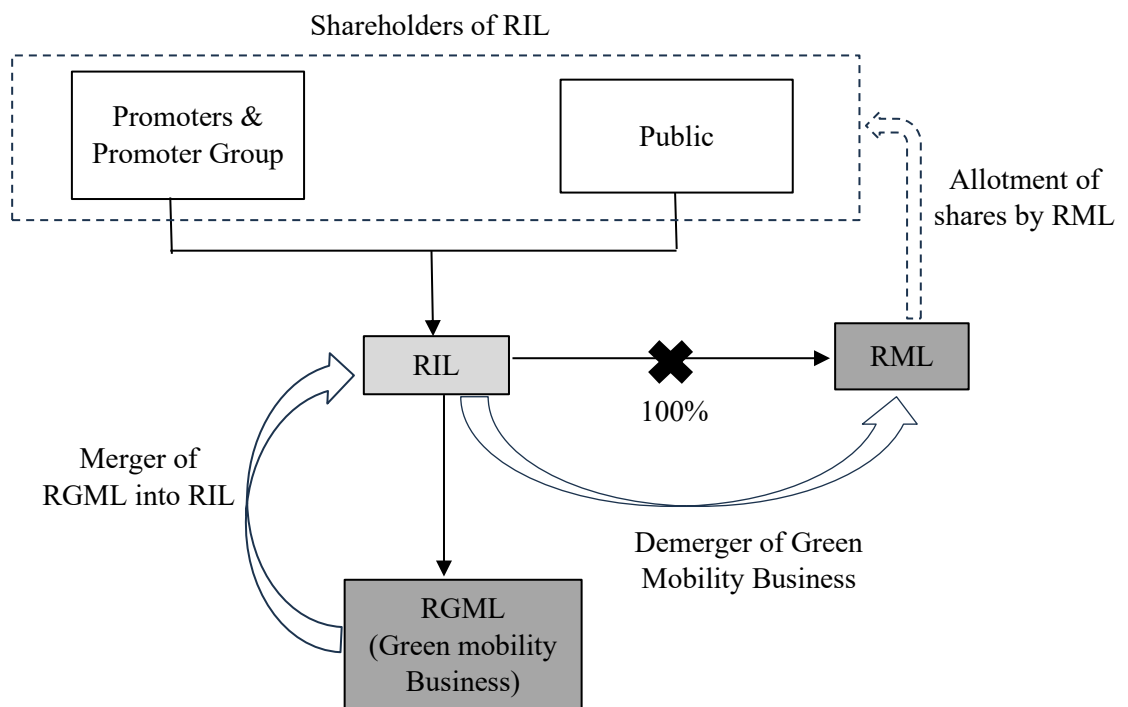 Shareholders of RIL
Promoters &
Promoter Group
Public
Allotment of
shares by RML
RIL
RML
100%
Merger of
RGML into RIL
Demerger of Green
Mobility Business
RGML
(Green mobility
Business)